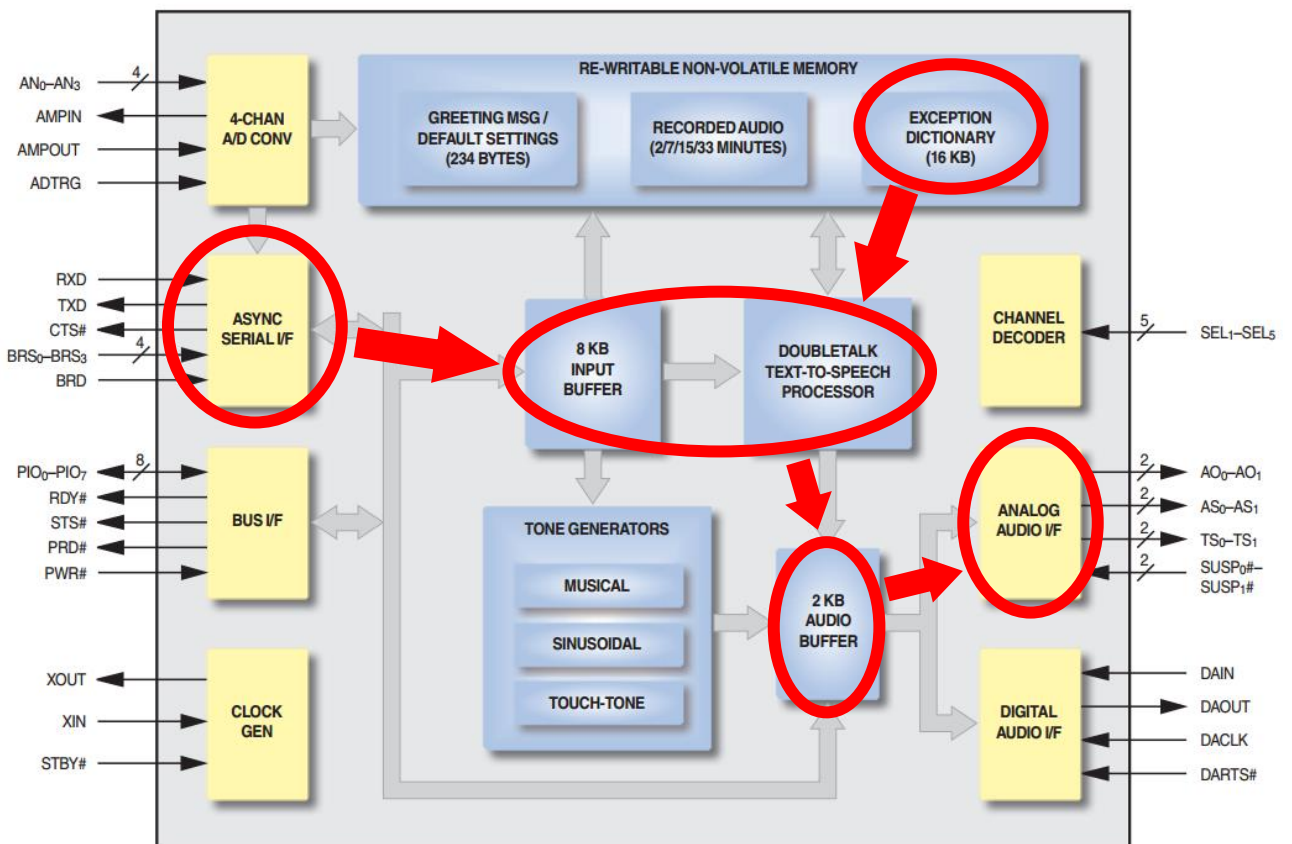 RE-WRITABLE NON-VOLATILE MEMORY
GREETING MSG /
DEFAULT SETTINGS
(234 BYTES)
RECORDED AUDIO
(2/7/15/33 MINUTES)
EXCEPTION
DICTIONARY
(16 KB)
AN₀–AN₃
4
AMPIN
AMPOUT
ADTRG
4-CHAN
A/D CONV
RXD
TXD
CTS#
BRS₀–BRS₃
4
BRD
ASYNC
SERIAL I/F
8 KB
INPUT
BUFFER
DOUBLETALK
TEXT-TO-SPEECH
PROCESSOR
CHANNEL
DECODER
5
SEL₁–SEL₅
PIO₀–PIO₇
8
RDY#
STS#
PRD#
PWR#
BUS I/F
TONE GENERATORS
MUSICAL
SINUSOIDAL
TOUCH-TONE
2 KB
AUDIO
BUFFER
ANALOG
AUDIO I/F
2
AO₀–AO₁
2
AS₀–AS₁
2
TS₀–TS₁
2
SUSP₀#–
SUSP₁#
XOUT
XIN
STBY#
CLOCK
GEN
DIGITAL
AUDIO I/F
DAIN
DAOUT
DACLK
DARTS#